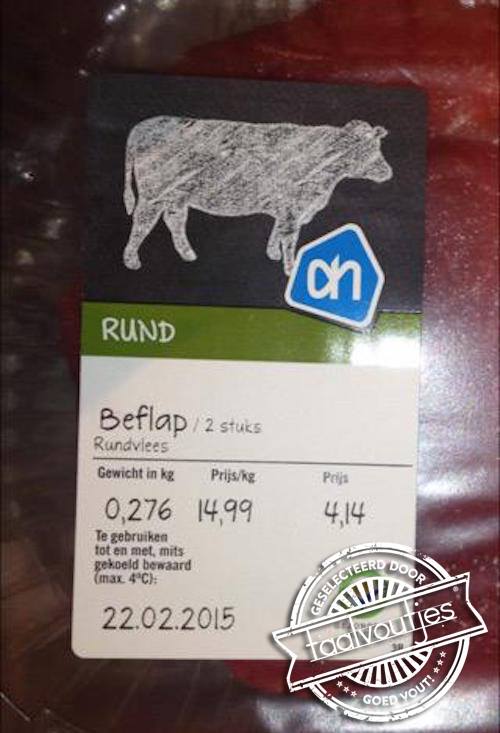 ah
RUND
Beflap / 2 stuks
Rundvlees
Gewicht in kg Prijs/kg Prijs
0,276 14,99 4,14
Te gebruiken
tot en met, mits
gekoeld bewaard
(max. 4°C):
22.02.2015
GESELECTEERD DOOR
taalvoutjes
GOED VOUT!